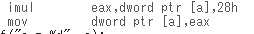 imul eax,dword ptr [a],28h
mov dword ptr [a],eax